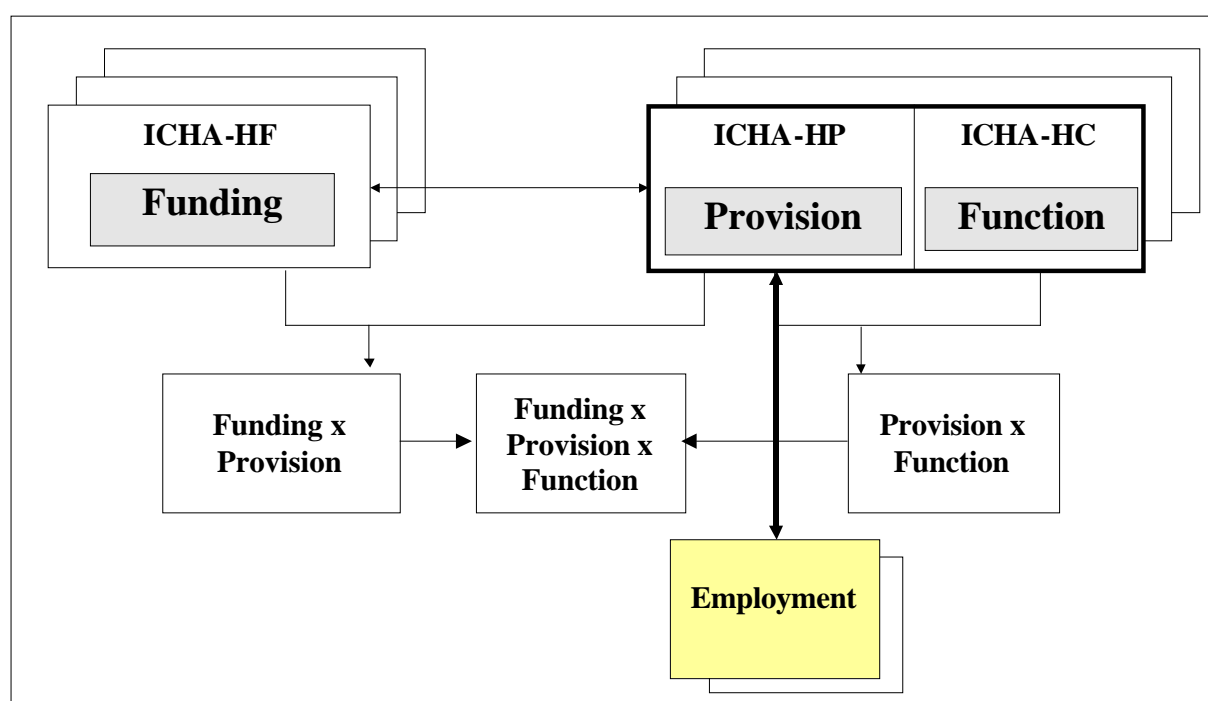 ICHA-HF
Funding
ICHA-HP
Provision
ICHA-HC
Function
Funding x
Provision
Funding x
Provision x
Function
Provision x
Function
Employment